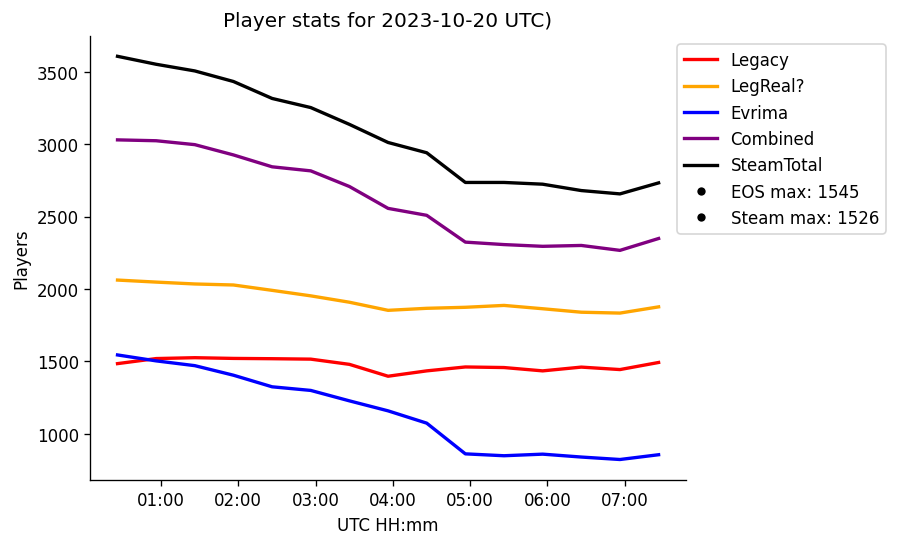 Player stats for 2023-10-20 UTC)
Legacy
LegReal?
Evrima
Combined
SteamTotal
EOS max: 1545
Steam max: 1526
3500
3000
2500
2000
1500
1000
Players
01:00 02:00 03:00 04:00 05:00 06:00 07:00
UTC HH:mm